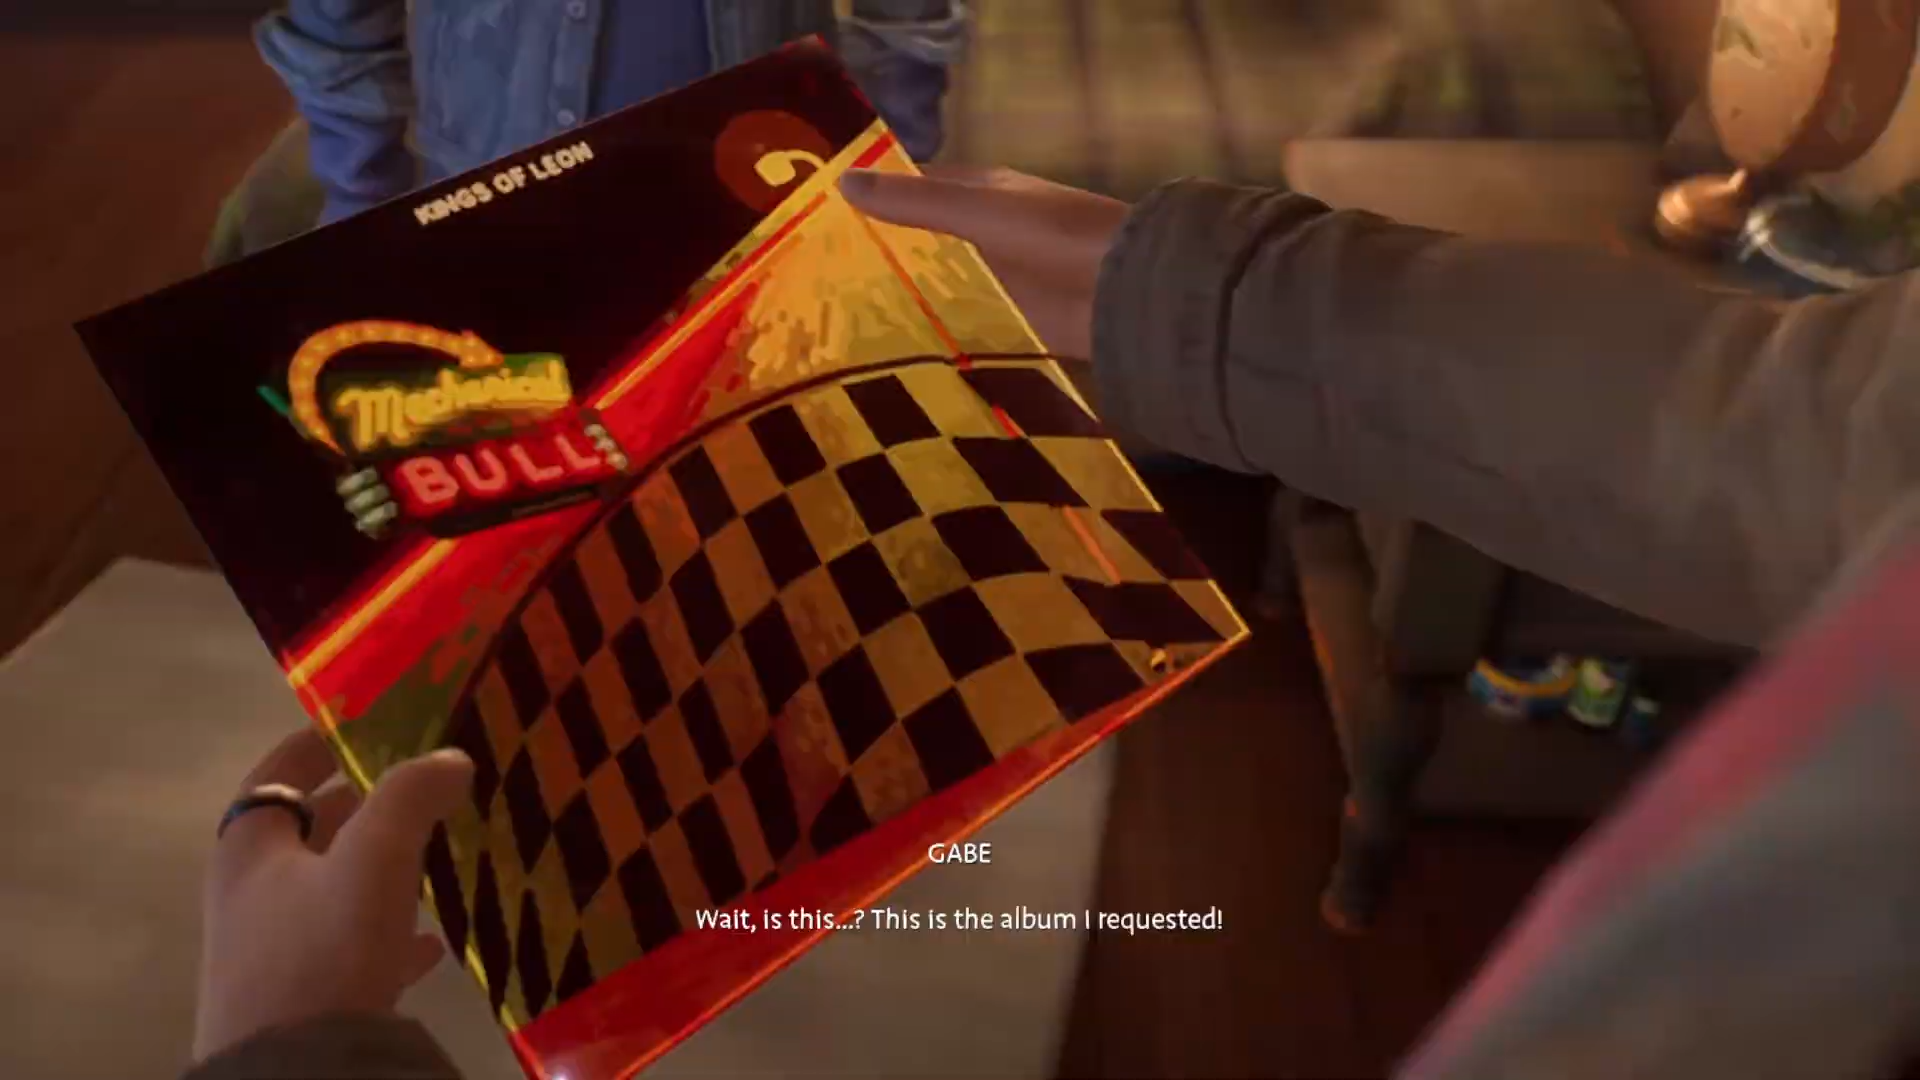 KINGS OF LEON
Mechanical
BULL
GABE
Wait, is this...? This is the album I requested!